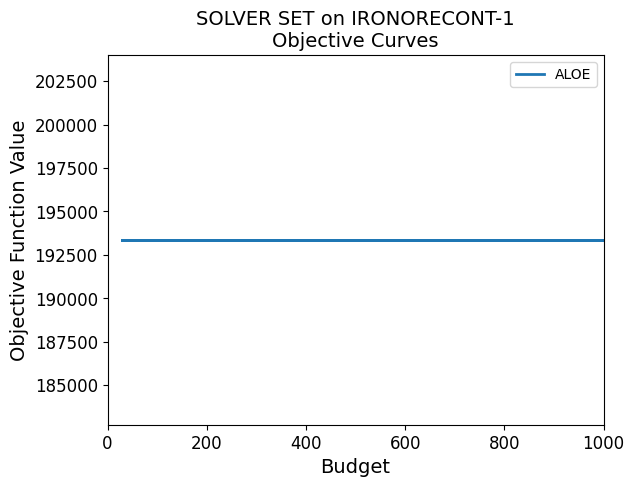 SOLVER SET on IRONORECONT-1
Objective Curves
ALOE
Objective Function Value
202500
200000
197500
195000
192500
190000
187500
185000
0 200 400 600 800 1000
Budget